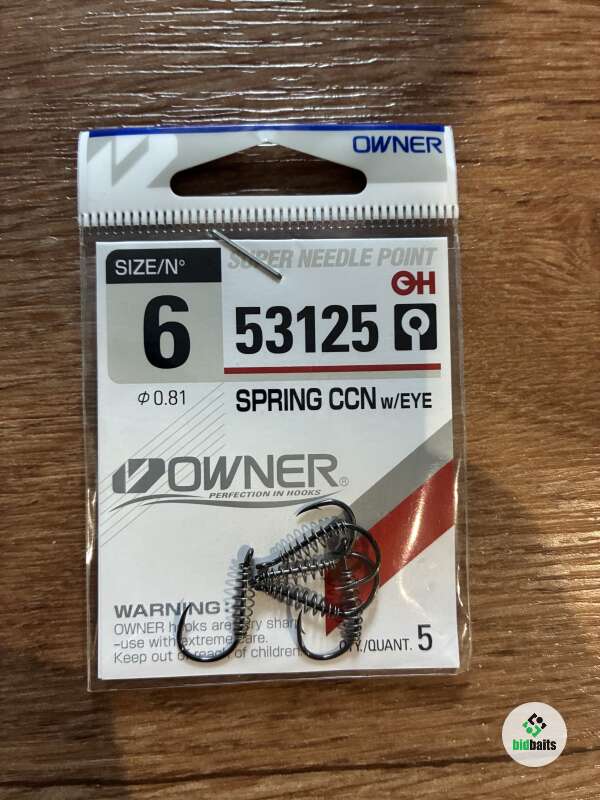 OWNER
SIZE/N°
SUPER NEEDLE POINT
6
53125
OH
Φ 0.81
SPRING CCN w/EYE
OWNER®
PERFECTION IN HOOKS
WARNING:
OWNER hooks are very sharp
-use with extreme care.
Keep out of reach of children
QTY./QUANT. 5
bidbaits